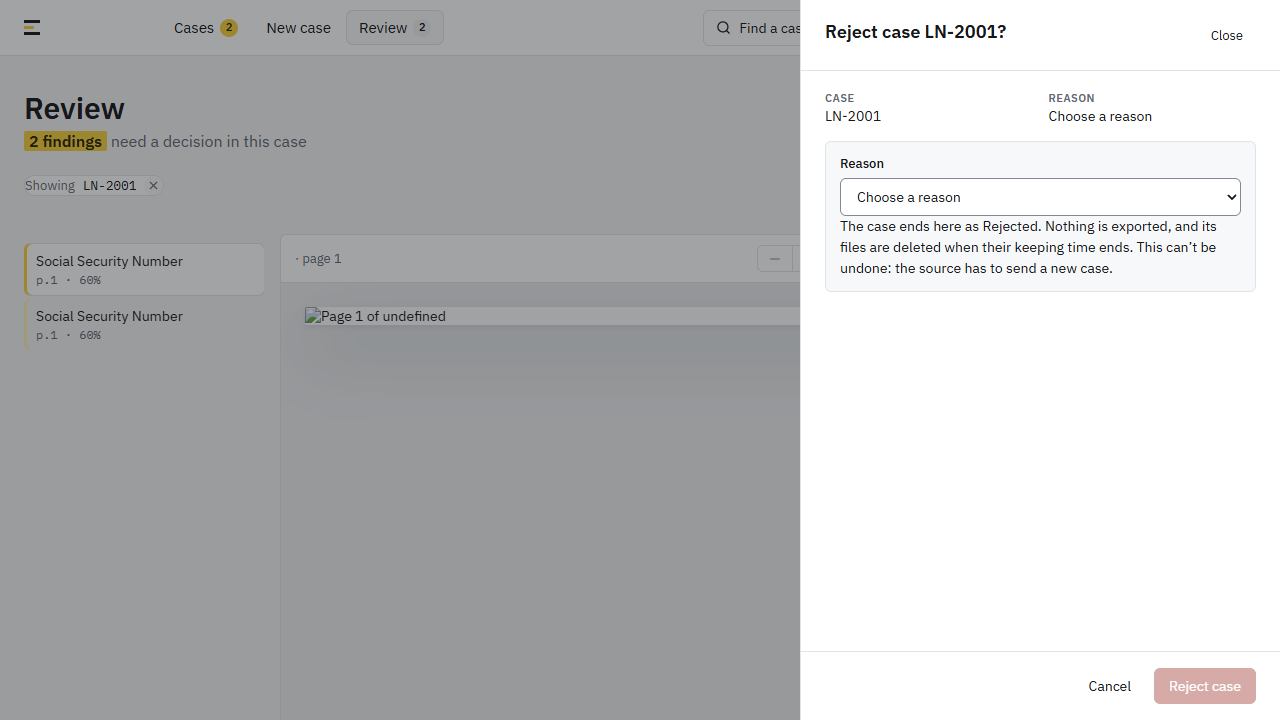 Cases 2 New case Review 2 Find a cas
Review
2 findings need a decision in this case
Showing LN-2001 ×
Social Security Number
p.1 · 60%
Social Security Number
p.1 · 60%
· page 1
Page 1 of undefined
Reject case LN-2001?
Close
CASE
LN-2001
REASON
Choose a reason
Reason
Choose a reason
The case ends here as Rejected. Nothing is exported, and its
files are deleted when their keeping time ends. This can’t be
undone: the source has to send a new case.
Cancel Reject case